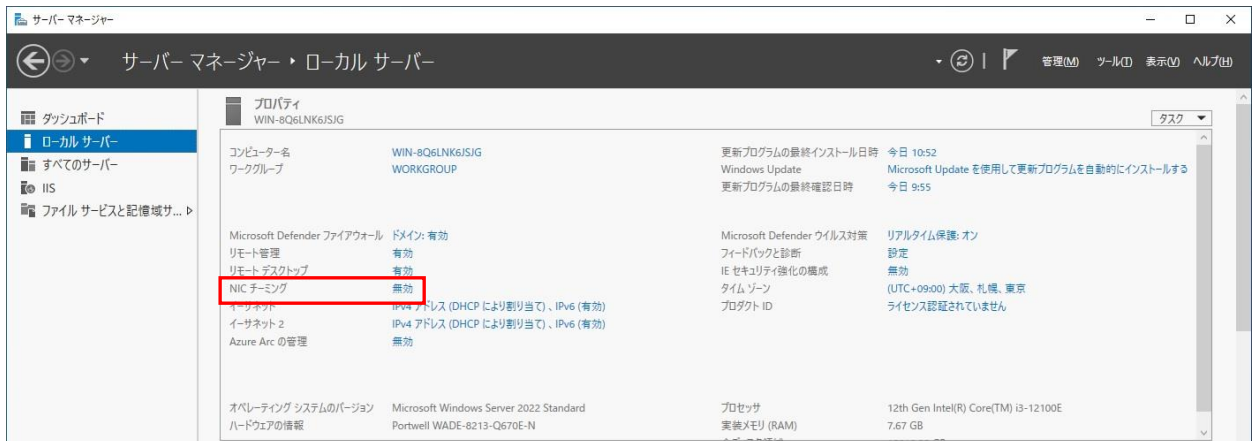 サーバー マネージャー
サーバー マネージャー ・ ローカル サーバー
管理(M) ツール(T) 表示(V) ヘルプ(H)
ダッシュボード
ローカル サーバー
すべてのサーバー
IIS
ファイル サービスと記憶域サ...
プロパティ
WIN-8Q6LNK6JSJG
タスク
コンピューター名 WIN-8Q6LNK6JSJG
ワークグループ WORKGROUP
更新プログラムの最終インストール日時 今日 10:52
Windows Update Microsoft Update を使用して更新プログラムを自動的にインストールする
更新プログラムの最終確認日時 今日 9:55
Microsoft Defender ファイアウォール ドメイン: 有効
リモート管理 有効
リモート デスクトップ 有効
NIC チーミング 無効
イーサネット IPv4 アドレス (DHCP により割り当て)、IPv6 (有効)
イーサネット 2 IPv4 アドレス (DHCP により割り当て)、IPv6 (有効)
Azure Arc の管理 無効
Microsoft Defender ウイルス対策 リアルタイム保護: オン
フィードバックと診断 設定
IE セキュリティ強化の構成 無効
タイム ゾーン (UTC+09:00) 大阪、札幌、東京
プロダクト ID ライセンス認証されていません
オペレーティング システムのバージョン Microsoft Windows Server 2022 Standard
ハードウェアの情報 Portwell WADE-8213-Q670E-N
プロセッサ 12th Gen Intel(R) Core(TM) i3-12100E
実装メモリ (RAM) 7.67 GB